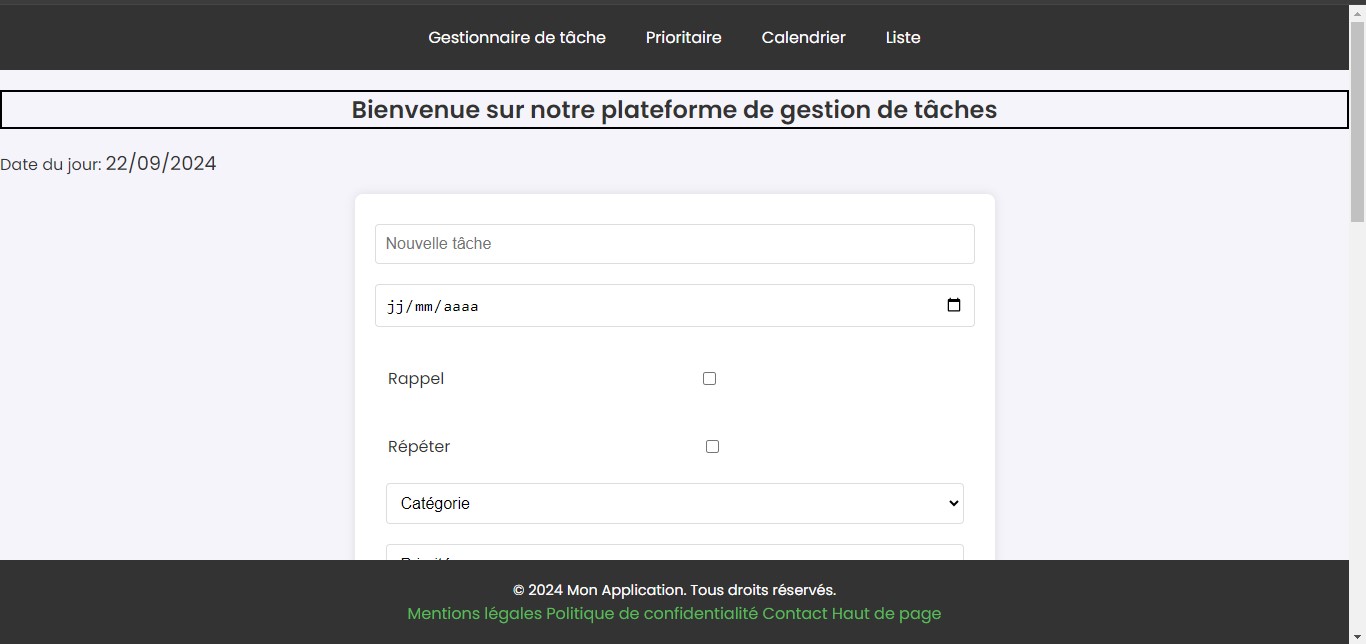 Gestionnaire de tâche Prioritaire Calendrier Liste
Bienvenue sur notre plateforme de gestion de tâches
Date du jour: 22/09/2024
Nouvelle tâche
jj/mm/aaaa
Rappel
Répéter
Catégorie
© 2024 Mon Application. Tous droits réservés.
Mentions légales Politique de confidentialité Contact Haut de page